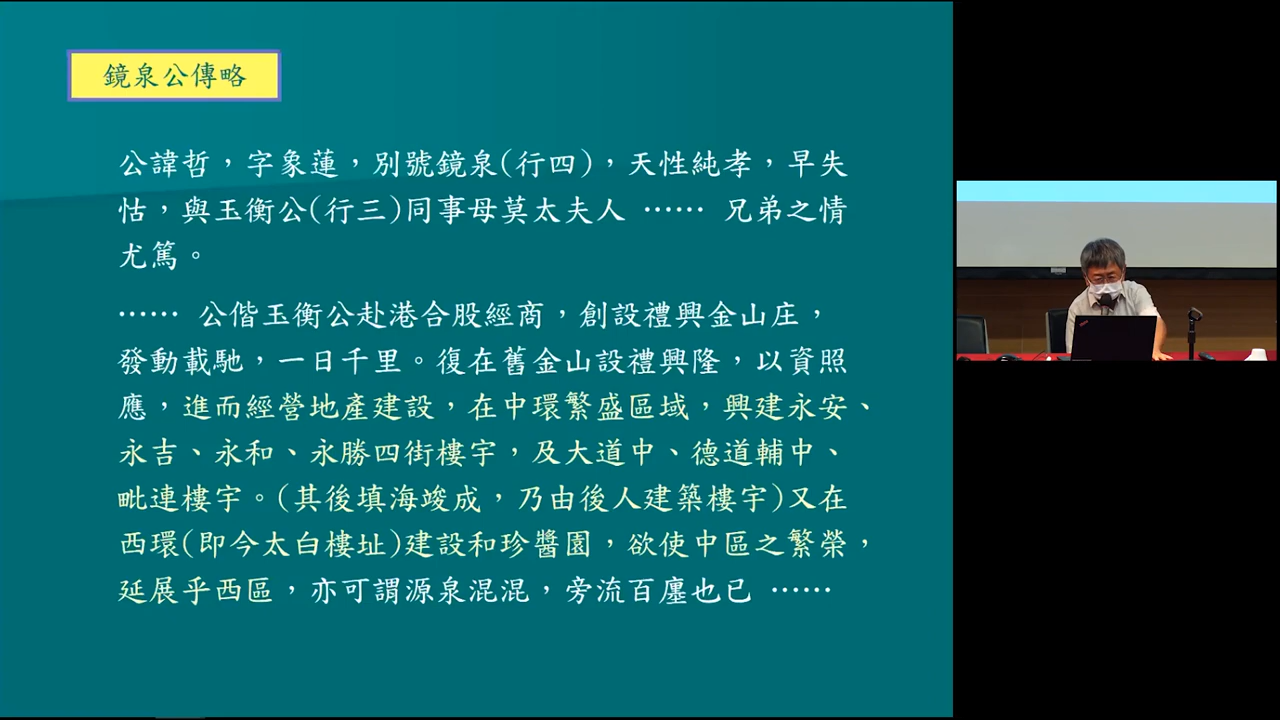 鏡泉公傳略
公諱哲，字象蓮，別號鏡泉(行四)，天性純孝，早失
怙，與玉衡公(行三)同事母莫太夫人 …… 兄弟之情
尤篤。
…… 公偕玉衡公赴港合股經商，創設禮興金山庄，
發動載馳，一日千里。復在舊金山設禮興隆，以資照
應，進而經營地產建設，在中環繁盛區域，興建永安、
永吉、永和、永勝四街樓宇，及大道中、德道輔中、
毗連樓宇。(其後填海竣成，乃由後人建築樓宇)又在
西環(即今太白樓址)建設和珍醬園，欲使中區之繁榮，
延展乎西區，亦可謂源泉混混，旁流百廛也已 ……